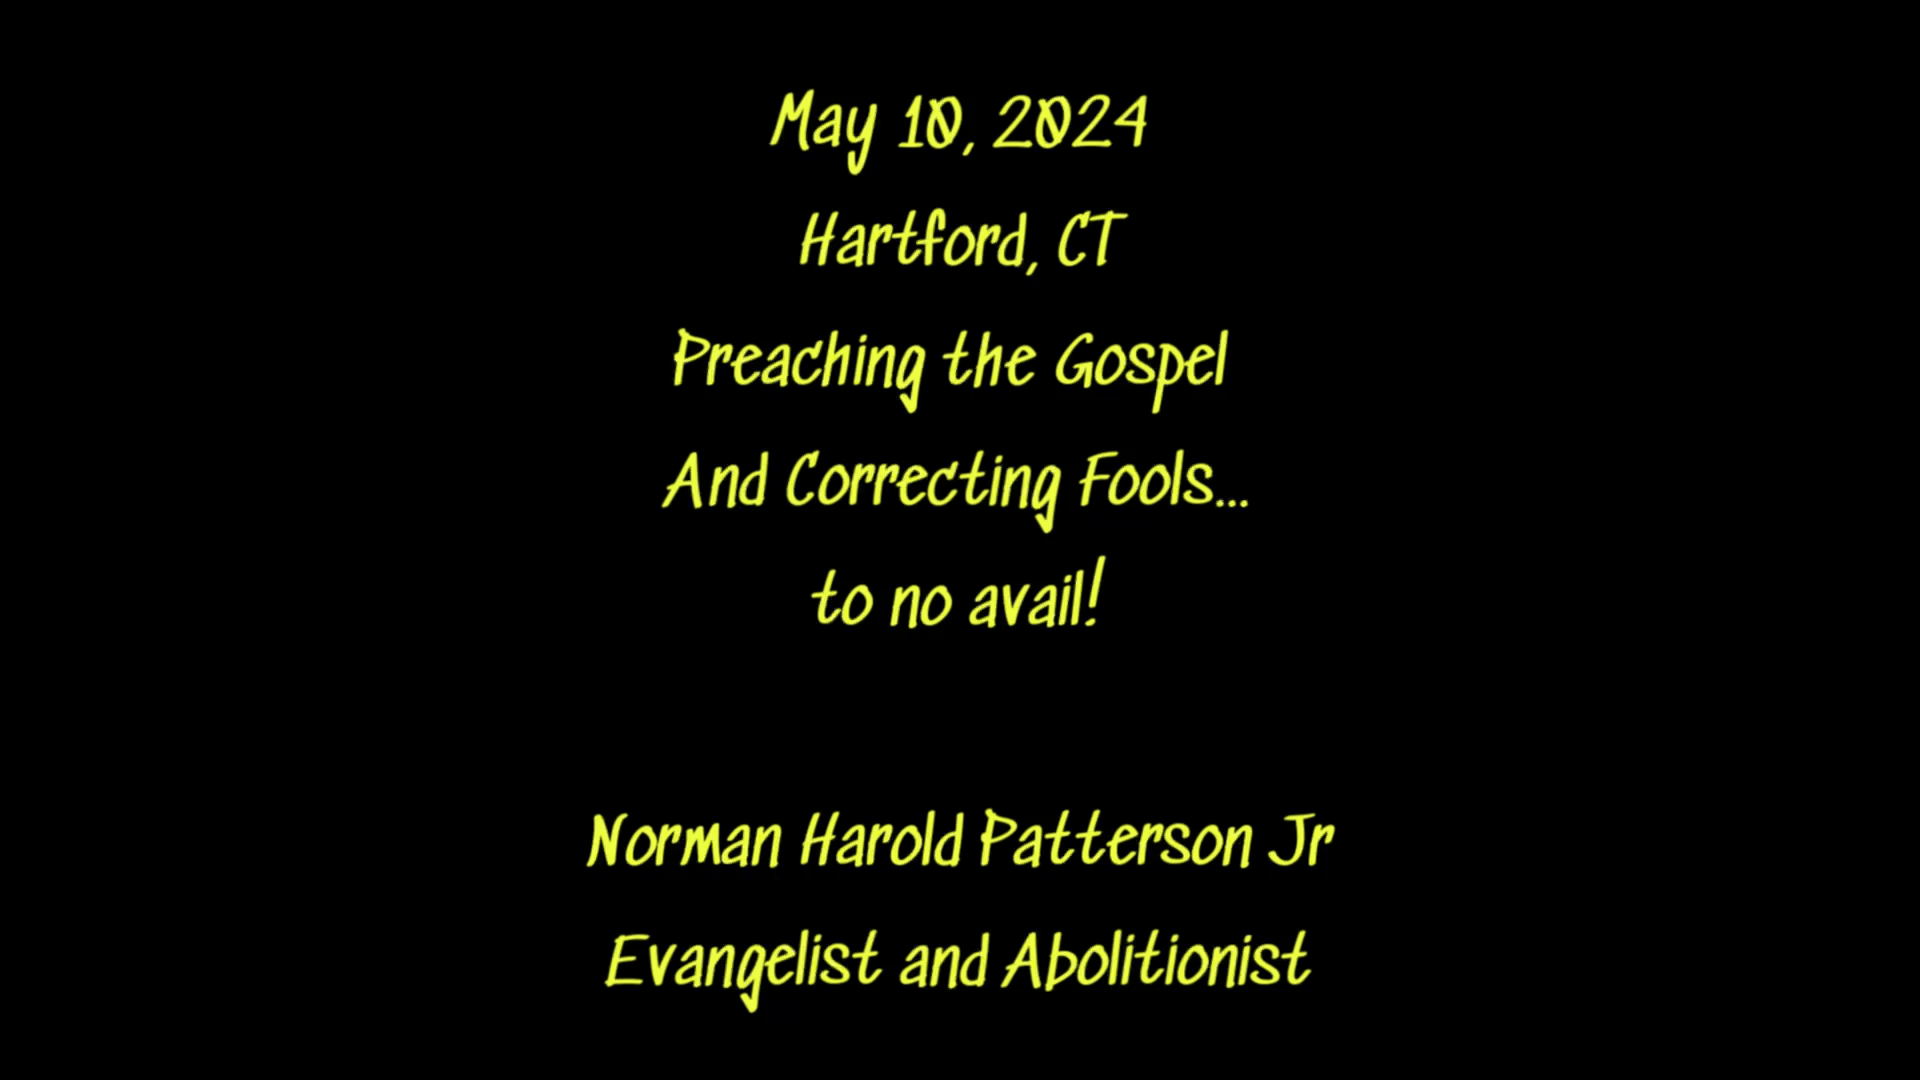 May 10, 2024
Hartford, CT
Preaching the Gospel
And Correcting Fools...
to no avail!
Norman Harold Patterson Jr
Evangelist and Abolitionist